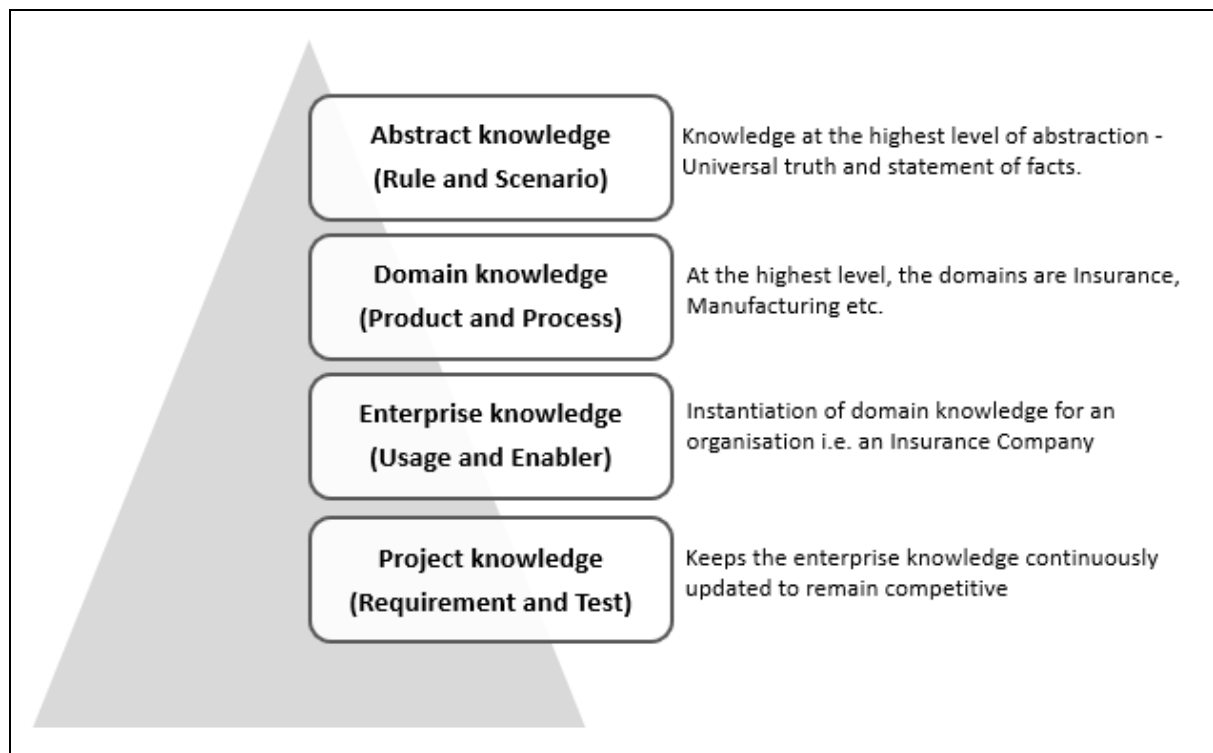 Abstract knowledge
(Rule and Scenario)
Knowledge at the highest level of abstraction -
Universal truth and statement of facts.
Domain knowledge
(Product and Process)
At the highest level, the domains are Insurance,
Manufacturing etc.
Enterprise knowledge
(Usage and Enabler)
Instantiation of domain knowledge for an
organisation i.e. an Insurance Company
Project knowledge
(Requirement and Test)
Keeps the enterprise knowledge continuously
updated to remain competitive